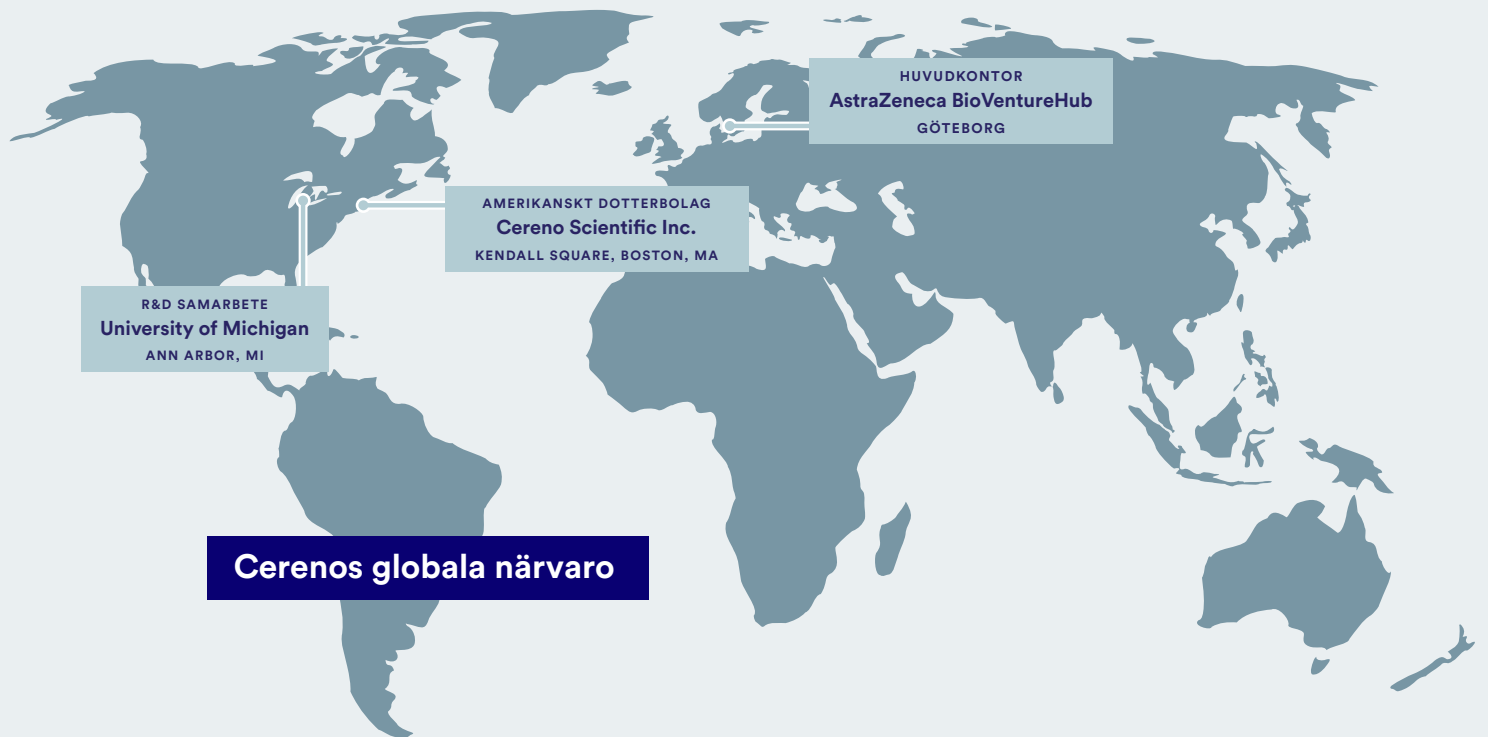 HUVUDKONTOR
AstraZeneca BioVentureHub
GÖTEBORG
AMERIKANSKT DOTTERBOLAG
Cereno Scientific Inc.
KENDALL SQUARE, BOSTON, MA
R&D SAMARBETE
University of Michigan
ANN ARBOR, MI
Cerenos globala närvaro